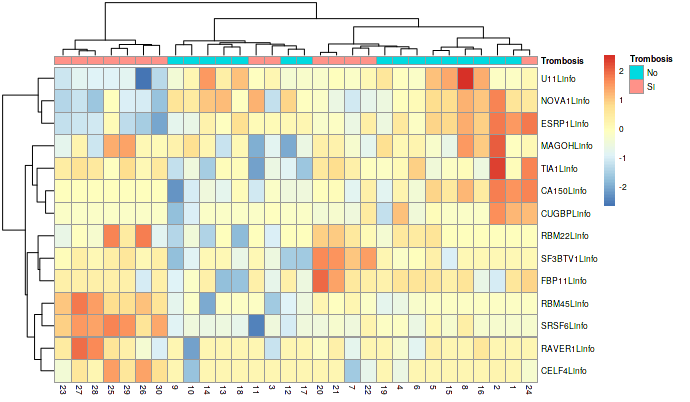 Trombosis
Trombosis
No
SI
2
1
0
-1
-2
U11Linfo
NOVA1Linfo
ESRP1Linfo
MAGOHLinfo
TIA1Linfo
CA150Linfo
CUGBPLinfo
RBM22Linfo
SF3BTV1Linfo
FBP11Linfo
RBM45Linfo
SRSF6Linfo
RAVER1Linfo
CELF4Linfo
23 27 28 25 29 26 30 9 10 14 13 18 11 3 12 17 20 21 7 22 19 4 6 5 15 8 16 2 1 24